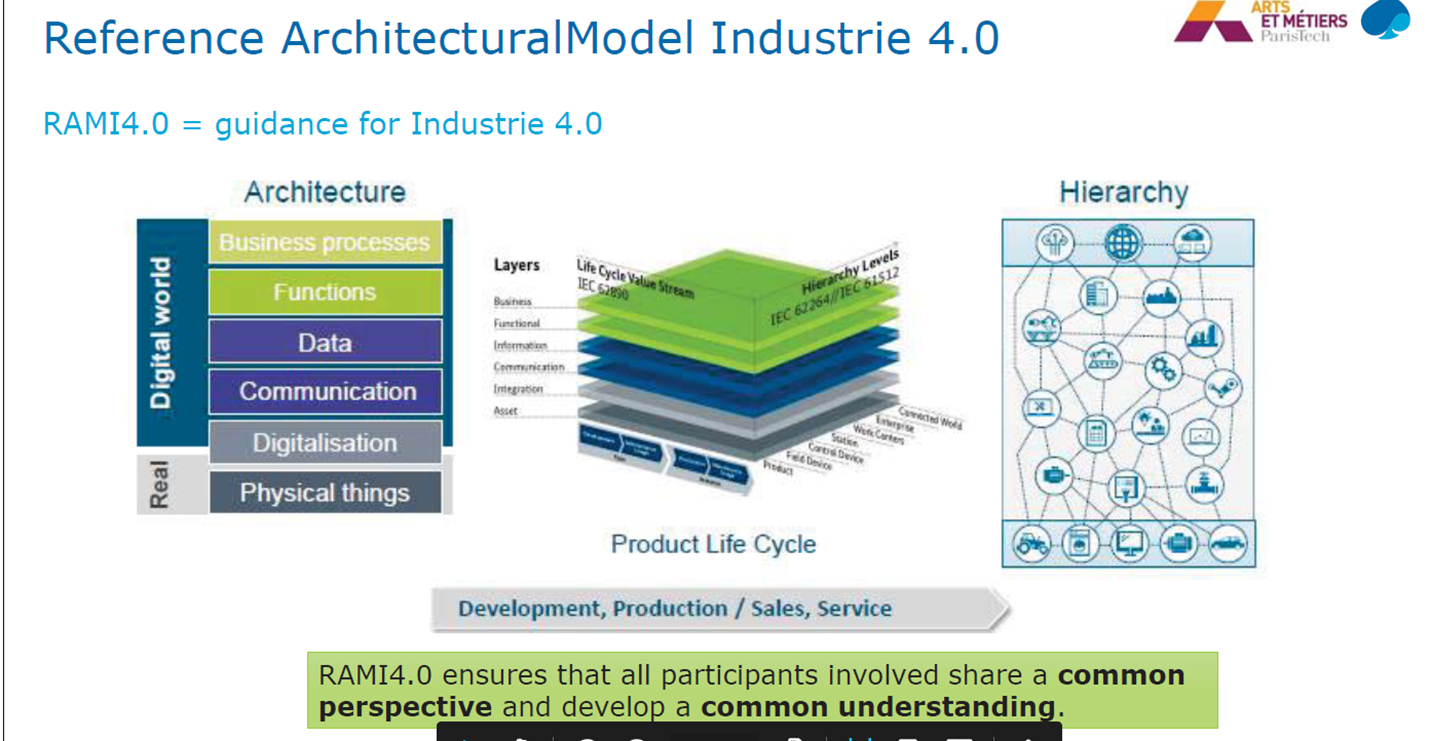 Reference ArchitecturalModel Industrie 4.0
ARTS
ET MÉTIERS
ParisTech
RAMI4.0 = guidance for Industrie 4.0
Architecture
Digital world
Real
Business processes
Functions
Data
Communication
Digitalisation
Physical things
Layers
Business
Functional
Information
Communication
Integration
Asset
Life Cycle Value Stream
IEC 62890
Hierarchy Levels
IEC 62264//IEC 61512
Connected World
Enterprise
Work Centers
Station
Control Device
Field Device
Product
Product Life Cycle
Hierarchy
Development, Production / Sales, Service
RAMI4.0 ensures that all participants involved share a common
perspective and develop a common understanding.